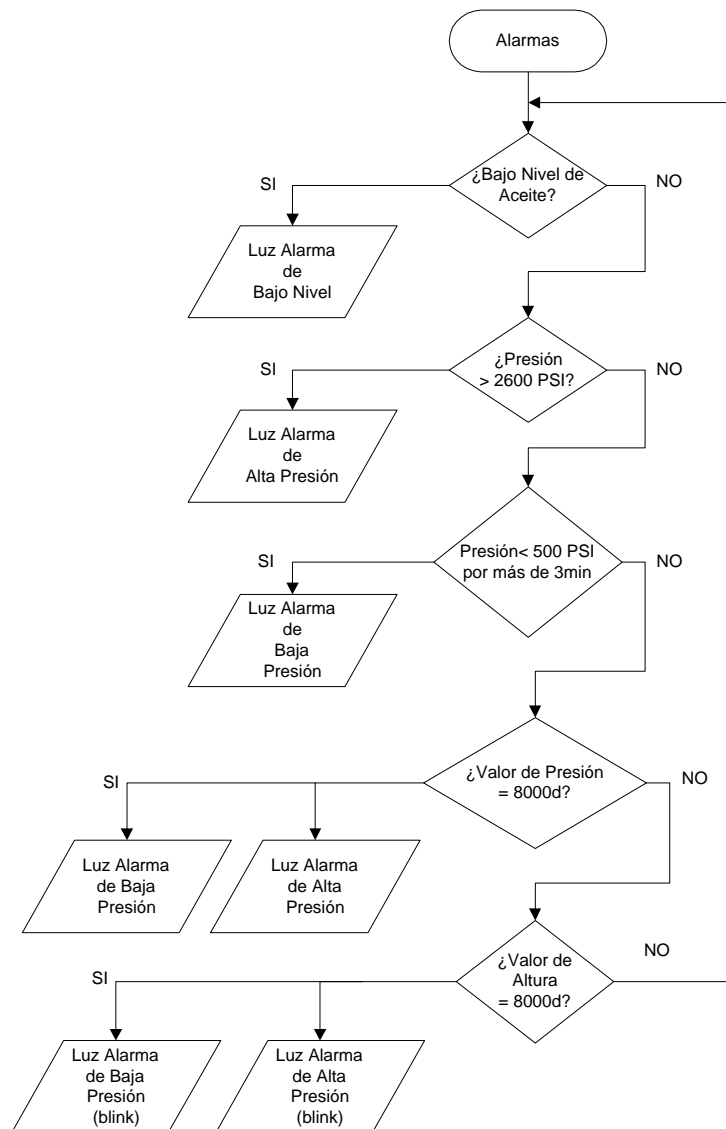 Alarmas
¿Bajo Nivel de
Aceite?
SI
NO
Luz Alarma
de
Bajo Nivel
¿Presión
> 2600 PSI?
SI
NO
Luz Alarma
de
Alta Presión
Presión< 500 PSI
por más de 3min
SI
NO
Luz Alarma
de
Baja
Presión
¿Valor de Presión
= 8000d?
SI
NO
Luz Alarma
de Baja
Presión
Luz Alarma
de Alta
Presión
¿Valor de
Altura
= 8000d?
SI
NO
Luz Alarma
de Baja
Presión
(blink)
Luz Alarma
de Alta
Presión
(blink)